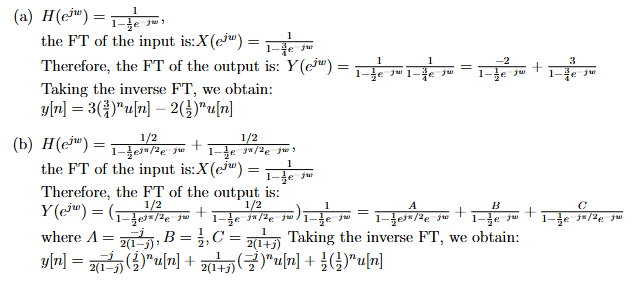 (a) H(e^{jw}) = \frac{1}{1-\frac{1}{2}e^{-jw}},
the FT of the input is:X(e^{jw}) = \frac{1}{1-\frac{3}{4}e^{-jw}}
Therefore, the FT of the output is: Y(e^{jw}) = \frac{1}{1-\frac{1}{2}e^{-jw}} \frac{1}{1-\frac{3}{4}e^{-jw}} = \frac{-2}{1-\frac{1}{2}e^{-jw}} + \frac{3}{1-\frac{3}{4}e^{-jw}}
Taking the inverse FT, we obtain:
y[n] = 3(\frac{3}{4})^n u[n] − 2(\frac{1}{2})^n u[n]
(b) H(e^{jw}) = \frac{1/2}{1-\frac{1}{2}e^{jπ/2}e^{-jw}} + \frac{1/2}{1-\frac{1}{2}e^{-jπ/2}e^{-jw}},
the FT of the input is:X(e^{jw}) = \frac{1}{1-\frac{1}{2}e^{-jw}}
Therefore, the FT of the output is:
Y(e^{jw}) = (\frac{1/2}{1-\frac{1}{2}e^{jπ/2}e^{-jw}} + \frac{1/2}{1-\frac{1}{2}e^{-jπ/2}e^{-jw}})\frac{1}{1-\frac{1}{2}e^{-jw}} = \frac{A}{1-\frac{1}{2}e^{jπ/2}e^{-jw}} + \frac{B}{1-\frac{1}{2}e^{-jw}} + \frac{C}{1-\frac{1}{2}e^{-jπ/2}e^{-jw}}
where A = \frac{-j}{2(1-j)}, B = \frac{1}{2}, C = \frac{1}{2(1+j)} Taking the inverse FT, we obtain:
y[n] = \frac{-j}{2(1-j)}(\frac{j}{2})^n u[n] + \frac{1}{2(1+j)}(\frac{-j}{2})^n u[n] + \frac{1}{2}(\frac{1}{2})^n u[n]